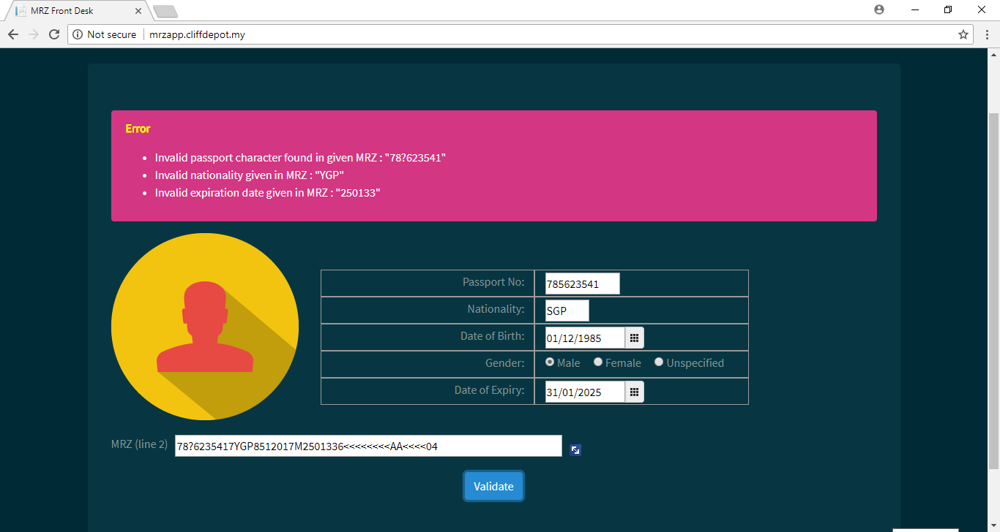 MRZ Front Desk
Not secure mrzapp.cliffdepot.my
Error
Invalid passport character found in given MRZ : "78?623541"
Invalid nationality given in MRZ : "YGP"
Invalid expiration date given in MRZ : "250133"
Passport No: 785623541
Nationality: SGP
Date of Birth: 01/12/1985
Gender: Male Female Unspecified
Date of Expiry: 31/01/2025
MRZ (line 2) 78?6235417YGP8512017M2501336<<<<<<<<AA<<<<04
Validate